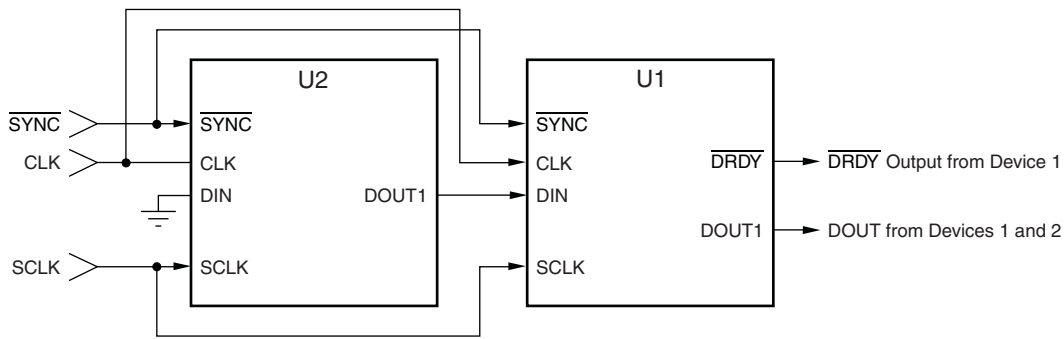 U2
U1
SYNC
CLK
SCLK
SYNC
CLK
DIN
SCLK
DOUT1
SYNC
CLK
DIN
SCLK
DRDY
DOUT1
DRDY Output from Device 1
DOUT from Devices 1 and 2